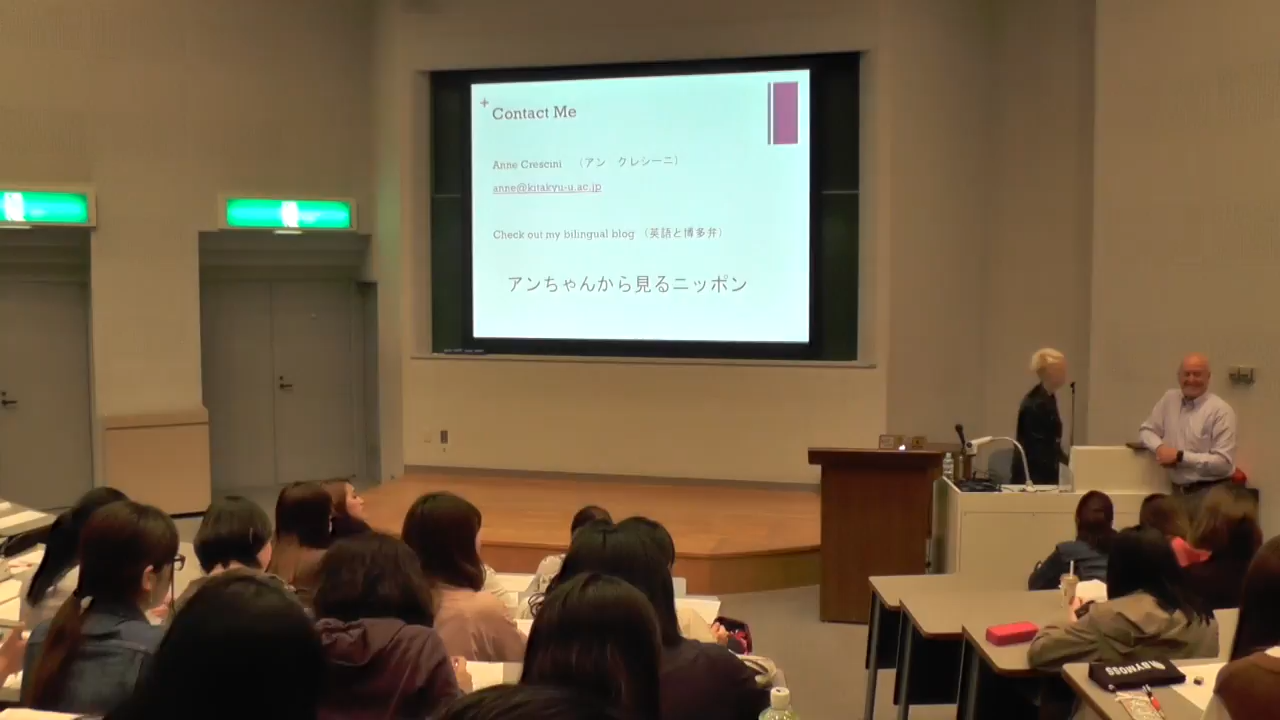 Contact Me
Anne Crescini （アン クレシーニ）
anne@kitakyu-u.ac.jp
Check out my bilingual blog （英語と博多弁）
アンちゃんから見るニッポン
BYMOSS